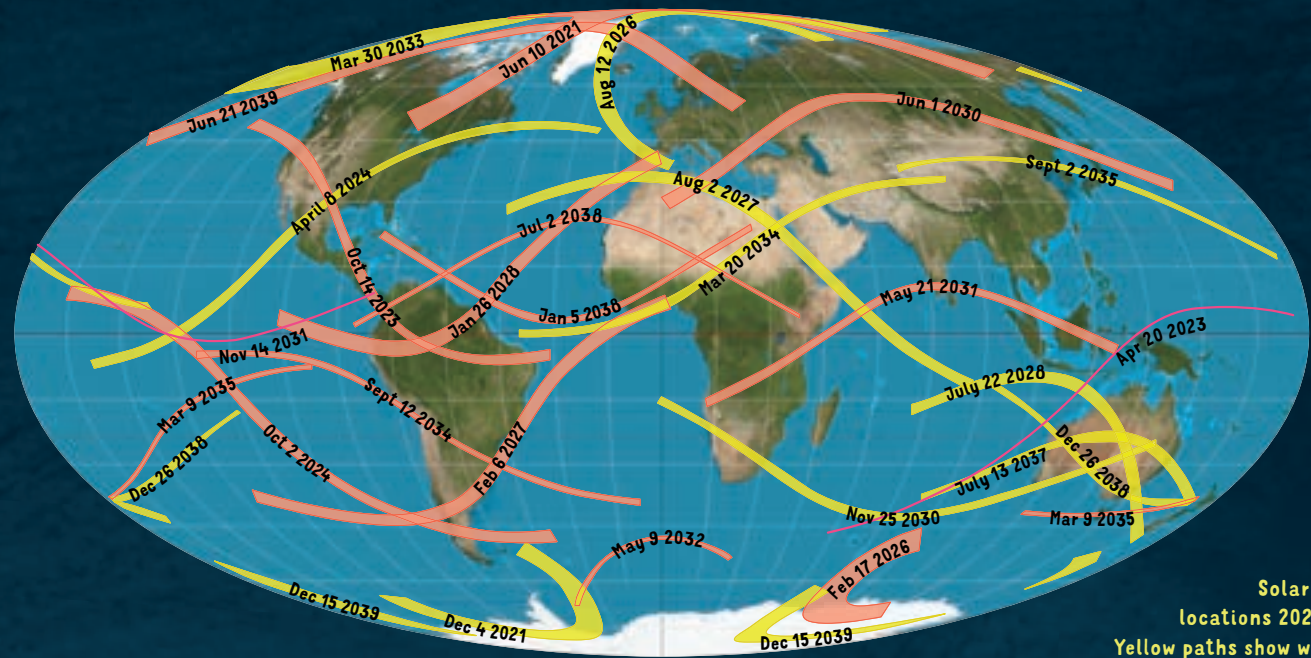 Mar 30 2033
Jun 10 2021
Aug 12 2026
Jun 21 2039
Jun 1 2030
Sept 2 2035
April 8 2024
Aug 2 2027
Jul 2 2038
Mar 20 2034
Oct 14 2023
Jan 26 2028
Jan 5 2038
May 21 2031
Nov 14 2031
Apr 20 2023
Mar 9 2035
Sept 12 2034
July 22 2028
Dec 26 2038
Oct 2 2024
Feb 6 2027
Dec 26 2038
July 13 2037
Nov 25 2030
Mar 9 2035
May 9 2032
Feb 17 2026
Dec 15 2039
Dec 4 2021
Dec 15 2039
Solar
locations 202
Yellow paths show w